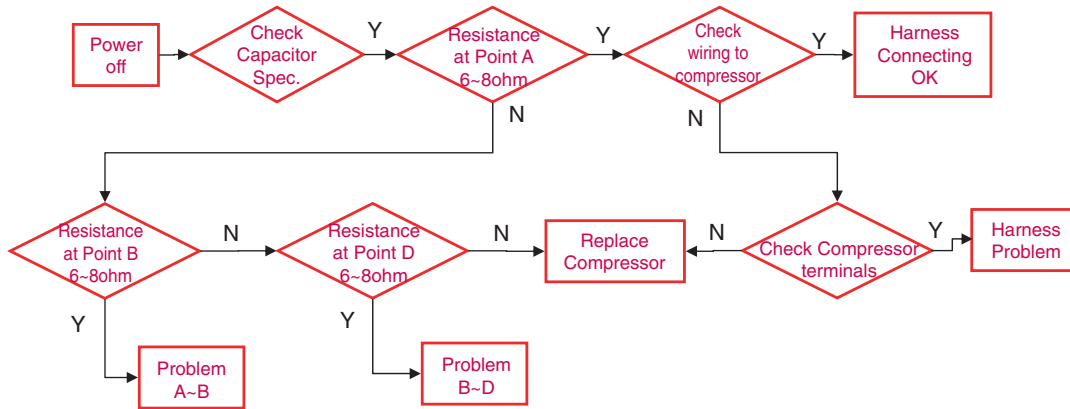 Power
off
Check
Capacitor
Spec.
Y
Resistance
at Point A
6~8ohm
Y
Check
wiring to
compressor
Y
Harness
Connecting
OK
N
N
Resistance
at Point B
6~8ohm
N
Resistance
at Point D
6~8ohm
N
Replace
Compressor
N
Check Compressor
terminals
Y
Harness
Problem
Y
Problem
A~B
Y
Problem
B~D